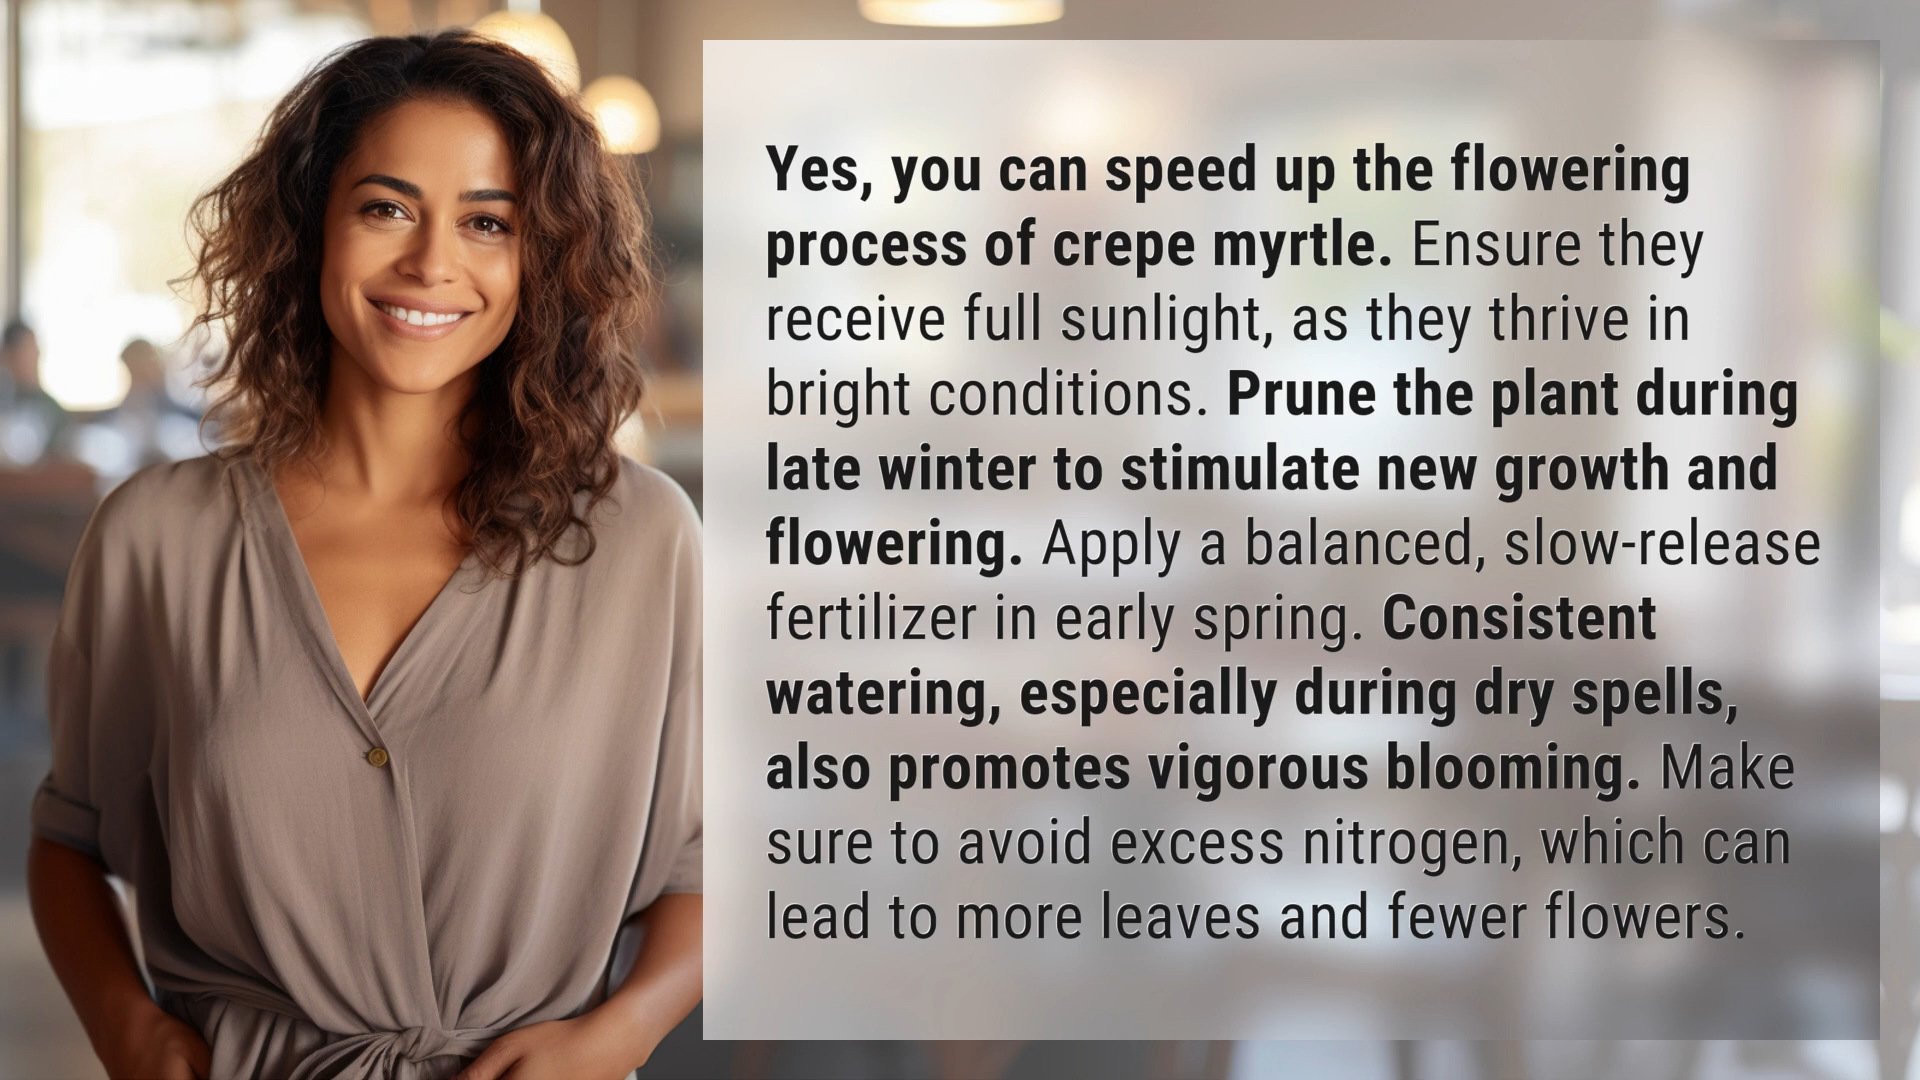 Yes, you can speed up the flowering
process of crepe myrtle. Ensure they
receive full sunlight, as they thrive in
bright conditions. Prune the plant during
late winter to stimulate new growth and
flowering. Apply a balanced, slow-release
fertilizer in early spring. Consistent
watering, especially during dry spells,
also promotes vigorous blooming. Make
sure to avoid excess nitrogen, which can
lead to more leaves and fewer flowers.